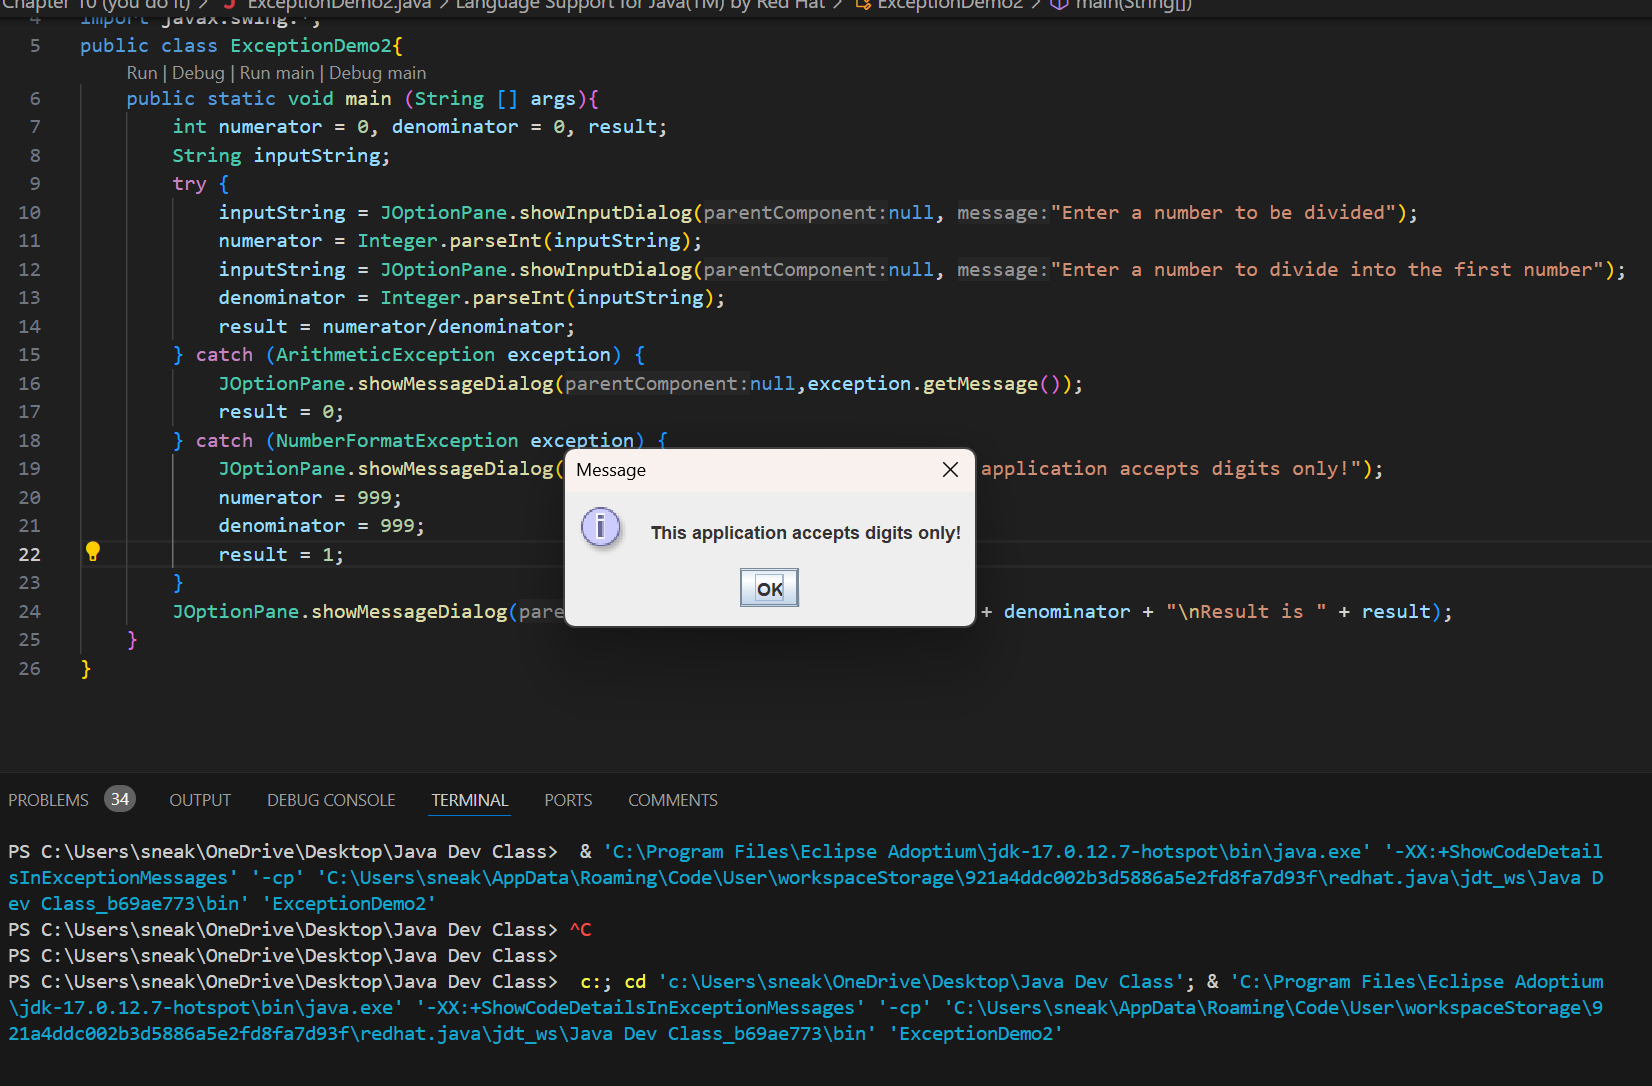 Chapter 10 (you do it) > J ExceptionDemo2.java > Language Support for Java(TM) by Red Hat > ExceptionDemo2 > main(String[])
4 import javax.swing.*;
5 public class ExceptionDemo2{
Run | Debug | Run main | Debug main
6 public static void main (String [] args){
7 int numerator = 0, denominator = 0, result;
8 String inputString;
9 try {
10 inputString = JOptionPane.showInputDialog(parentComponent:null, message:"Enter a number to be divided");
11 numerator = Integer.parseInt(inputString);
12 inputString = JOptionPane.showInputDialog(parentComponent:null, message:"Enter a number to divide into the first number");
13 denominator = Integer.parseInt(inputString);
14 result = numerator/denominator;
15 } catch (ArithmeticException exception) {
16 JOptionPane.showMessageDialog(parentComponent:null,exception.getMessage());
17 result = 0;
18 } catch (NumberFormatException exception) {
19 JOptionPane.showMessageDialog( application accepts digits only!");
20 numerator = 999;
21 denominator = 999;
22 result = 1;
23 }
24 JOptionPane.showMessageDialog(pare + denominator + "\nResult is " + result);
25 }
26 }
Message
i This application accepts digits only!
OK
PROBLEMS 34 OUTPUT DEBUG CONSOLE TERMINAL PORTS COMMENTS
PS C:\Users\sneak\OneDrive\Desktop\Java Dev Class> & 'C:\Program Files\Eclipse Adoptium\jdk-17.0.12.7-hotspot\bin\java.exe' '-XX:+ShowCodeDetail
sInExceptionMessages' '-cp' 'C:\Users\sneak\AppData\Roaming\Code\User\workspaceStorage\921a4ddc002b3d5886a5e2fd8fa7d93f\redhat.java\jdt_ws\Java D
ev Class_b69ae773\bin' 'ExceptionDemo2'
PS C:\Users\sneak\OneDrive\Desktop\Java Dev Class> ^C
PS C:\Users\sneak\OneDrive\Desktop\Java Dev Class>
PS C:\Users\sneak\OneDrive\Desktop\Java Dev Class> c:; cd 'c:\Users\sneak\OneDrive\Desktop\Java Dev Class'; & 'C:\Program Files\Eclipse Adoptium
\jdk-17.0.12.7-hotspot\bin\java.exe' '-XX:+ShowCodeDetailsInExceptionMessages' '-cp' 'C:\Users\sneak\AppData\Roaming\Code\User\workspaceStorage\9
21a4ddc002b3d5886a5e2fd8fa7d93f\redhat.java\jdt_ws\Java Dev Class_b69ae773\bin' 'ExceptionDemo2'